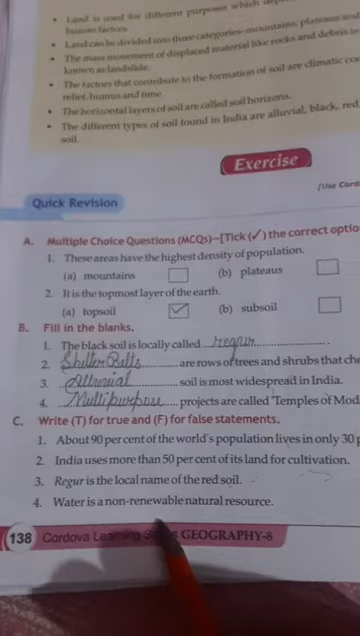 • Land is used for different purposes which
human factors
• Land can be divided into three categories—mountains, plateaus and
• The mass movement of displaced material like rocks and debris is
known as landslide.
• The factors that contribute to the formation of soil are climatic
relief, humus and time.
• The horizontal layers of soil are called soil horizons.
• The different types of soil found in India are alluvial, black, red,
soil.
Exercise
(Use Cord
Quick Revision
A. Multiple Choice Questions (MCQs)—[Tick (✓) the correct optio
1. These areas have the highest density of population.
(a) mountains (b) plateaus
2. It is the topmost layer of the earth.
(a) topsoil ✓ (b) subsoil
B. Fill in the blanks.
1. The black soil is locally called regur.
2. Shelter Belts are rows of trees and shrubs that che
3. Alluvial soil is most widespread in India.
4. Multipurpose projects are called 'Temples of Mod
C. Write (T) for true and (F) for false statements.
1. About 90 per cent of the world's population lives in only 30 p
2. India uses more than 50 per cent of its land for cultivation.
3. Regur is the local name of the red soil.
4. Water is a non-renewable natural resource.
138 Cordova Learning GEOGRAPHY-8